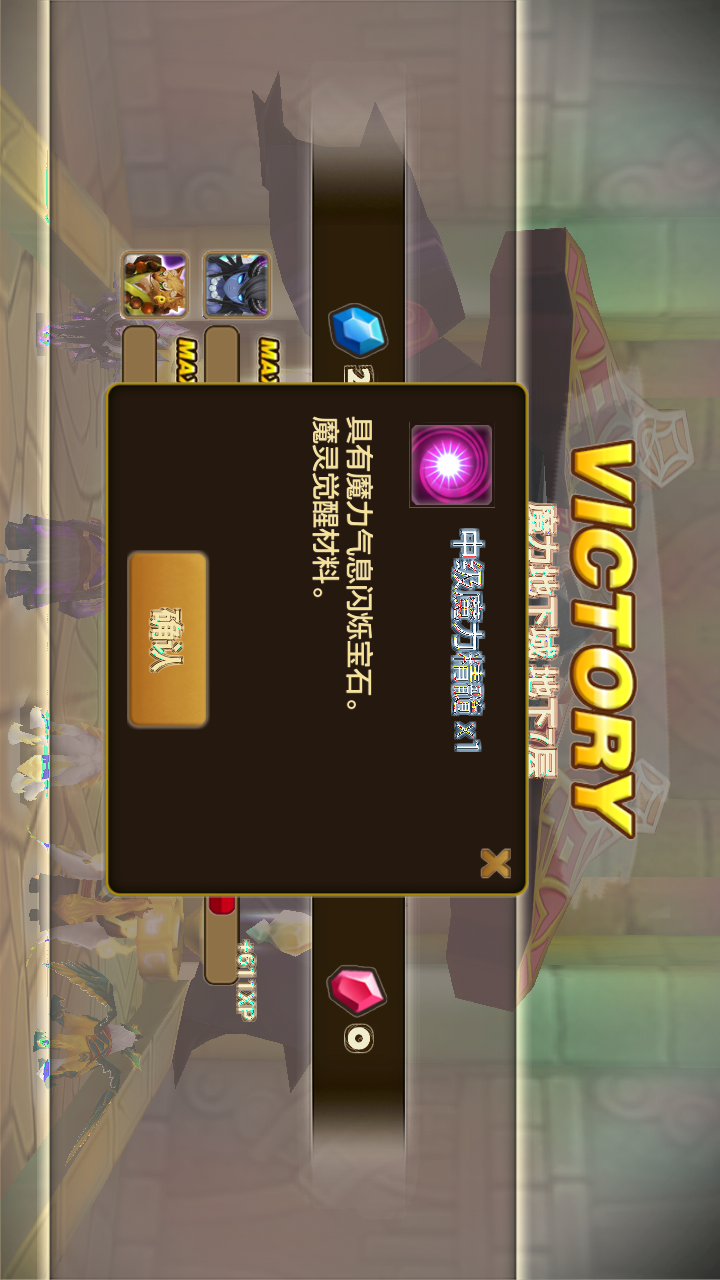 VICTORY
魔力地下城 地下7层
中级魔力精髓 x1
具有魔力气息闪烁宝石。
魔灵觉醒材料。
确认
2
0
MA
MA
+611XP